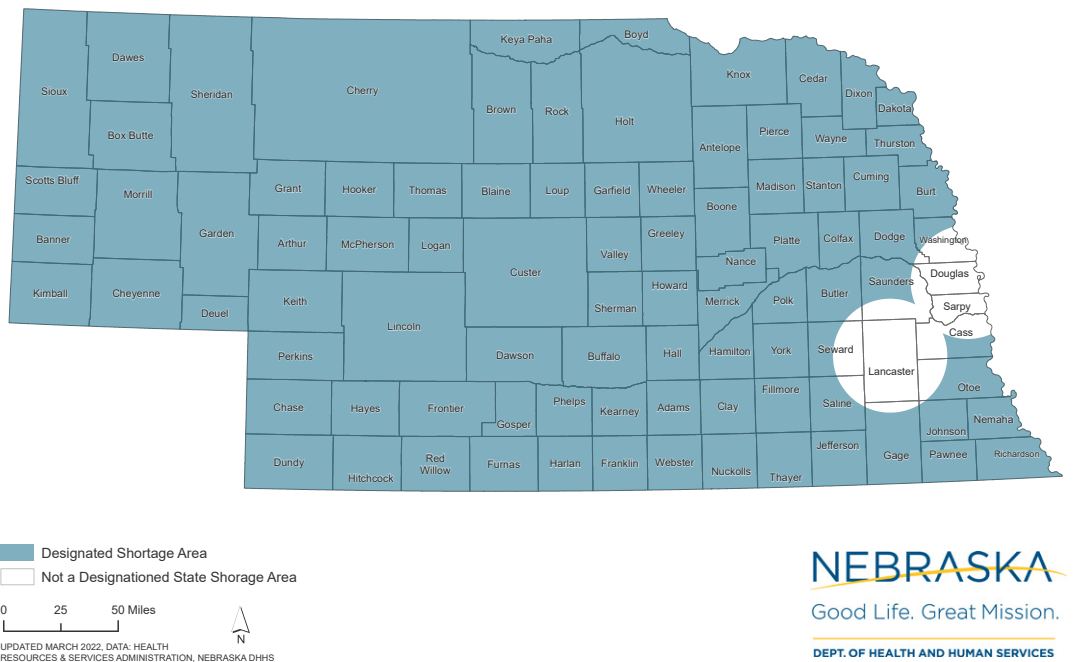 Keya Paha
Boyd
Dawes
Knox
Cedar
Sioux
Sheridan
Cherry
Dixon
Brown
Rock
Holt
Dakota
Box Butte
Pierce
Wayne
Thurston
Antelope
Scotts Bluff
Morrill
Grant
Hooker
Thomas
Blaine
Loup
Garfield
Wheeler
Madison
Stanton
Cuming
Burt
Boone
Banner
Garden
Arthur
McPherson
Logan
Custer
Valley
Greeley
Platte
Colfax
Dodge
Washington
Nance
Douglas
Kimball
Cheyenne
Keith
Howard
Merrick
Polk
Butler
Saunders
Deuel
Lincoln
Sherman
Sarpy
Cass
Perkins
Dawson
Buffalo
Hall
Hamilton
York
Seward
Lancaster
Chase
Hayes
Frontier
Gosper
Phelps
Kearney
Adams
Clay
Fillmore
Saline
Otoe
Nemaha
Johnson
Dundy
Hitchcock
Red
Willow
Furnas
Harlan
Franklin
Webster
Nuckolls
Thayer
Jefferson
Gage
Pawnee
Richardson
Designated Shortage Area
Not a Designationed State Shorage Area
0 25 50 Miles
N
UPDATED MARCH 2022, DATA: HEALTH
RESOURCES & SERVICES ADMINISTRATION, NEBRASKA DHHS
NEBRASKA
Good Life. Great Mission.
DEPT. OF HEALTH AND HUMAN SERVICES